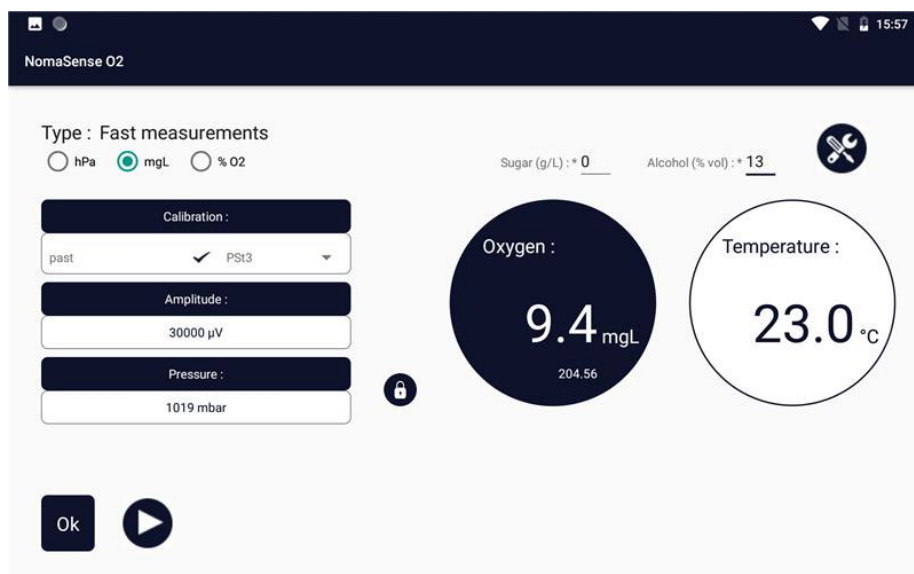 15:57
NomaSense O2
Type : Fast measurements
hPa mgL % O2
Sugar (g/L) : * 0 Alcohol (% vol) : * 13
Calibration :
past PSt3
Amplitude :
30000 µV
Pressure :
1019 mbar
Oxygen :
9.4 mgL
204.56
Temperature :
23.0 °C
Ok